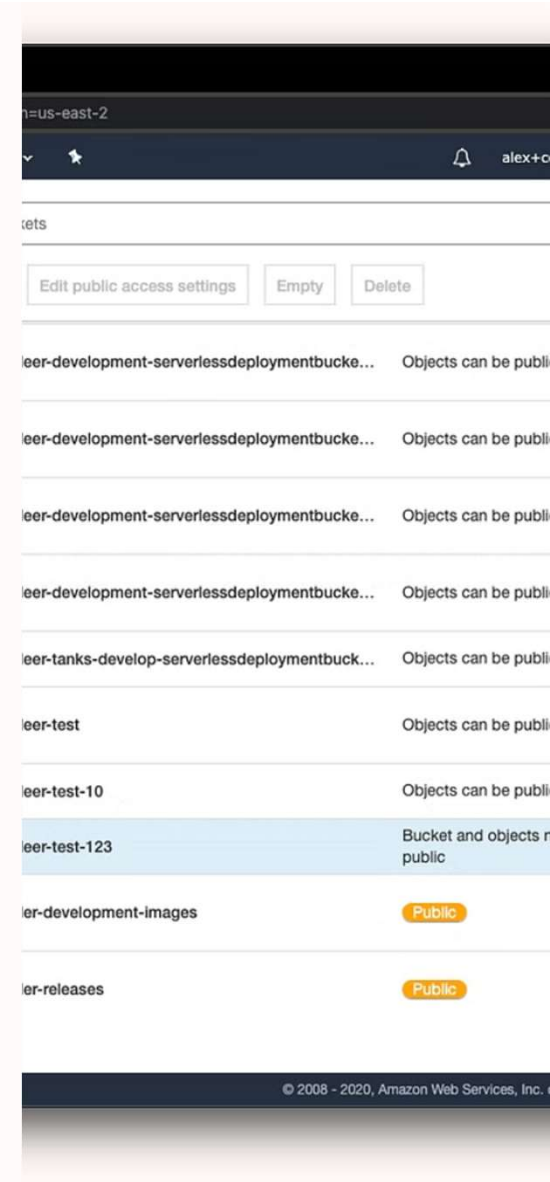 n=us-east-2
alex+c
kets
Edit public access settings Empty Delete
leer-development-serverlessdeploymentbucke... Objects can be publi
leer-development-serverlessdeploymentbucke... Objects can be publi
leer-development-serverlessdeploymentbucke... Objects can be publi
leer-development-serverlessdeploymentbucke... Objects can be publi
leer-tanks-develop-serverlessdeploymentbuck... Objects can be publi
leer-test Objects can be publi
leer-test-10 Objects can be publi
leer-test-123 Bucket and objects n
public
ler-development-images Public
ler-releases Public
© 2008 - 2020, Amazon Web Services, Inc.